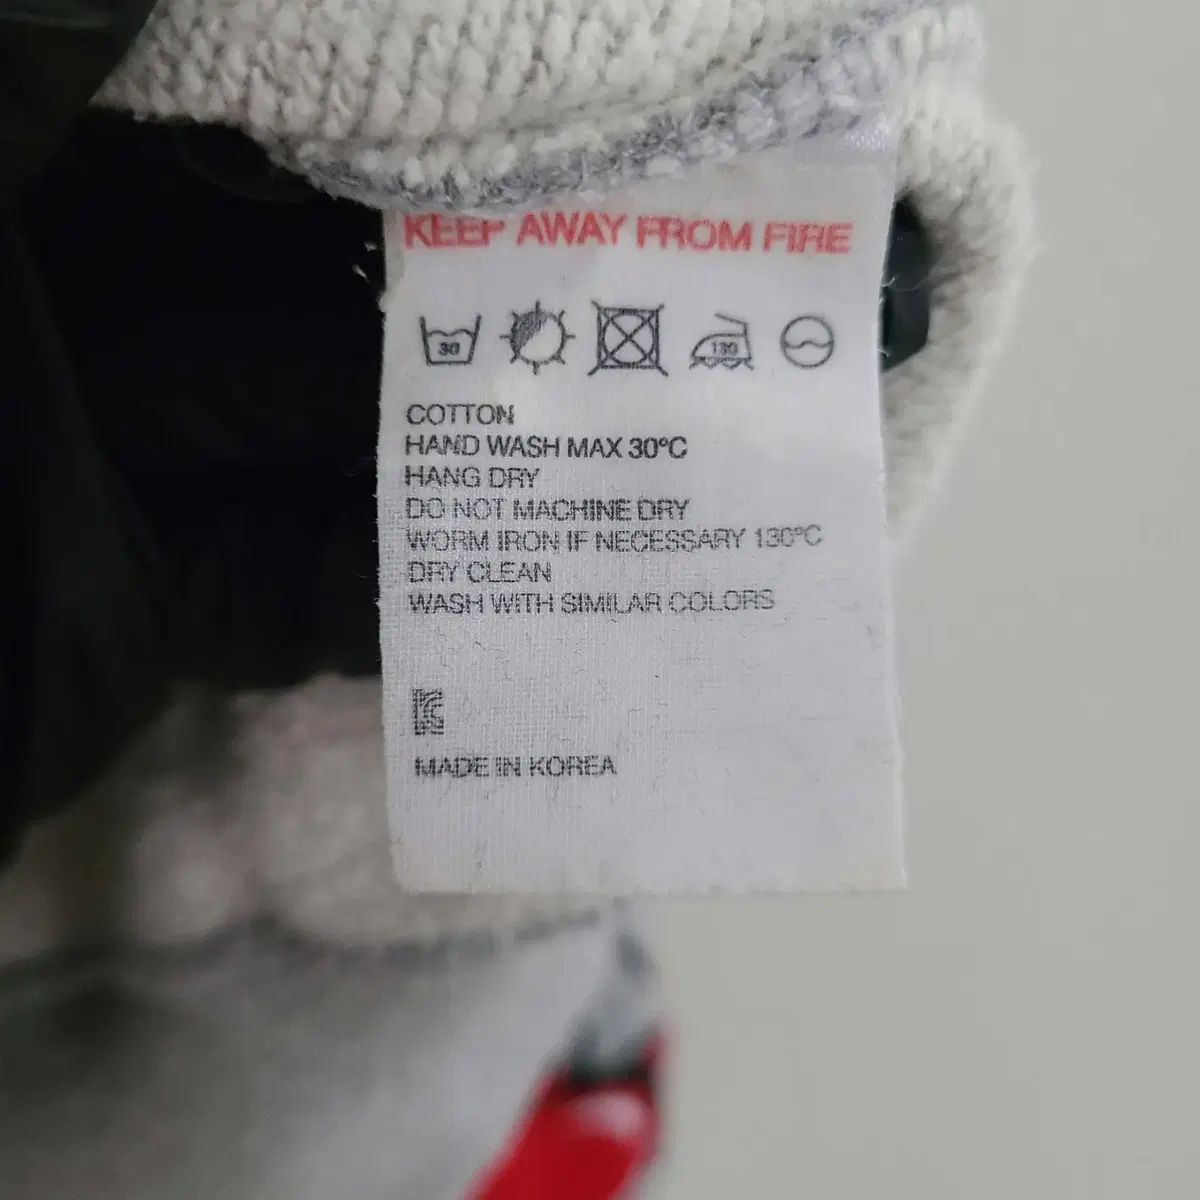 KEEP AWAY FROM FIRE
30 130
COTTON
HAND WASH MAX 30°C
HANG DRY
DO NOT MACHINE DRY
WORM IRON IF NECESSARY 130°C
DRY CLEAN
WASH WITH SIMILAR COLORS
MADE IN KOREA